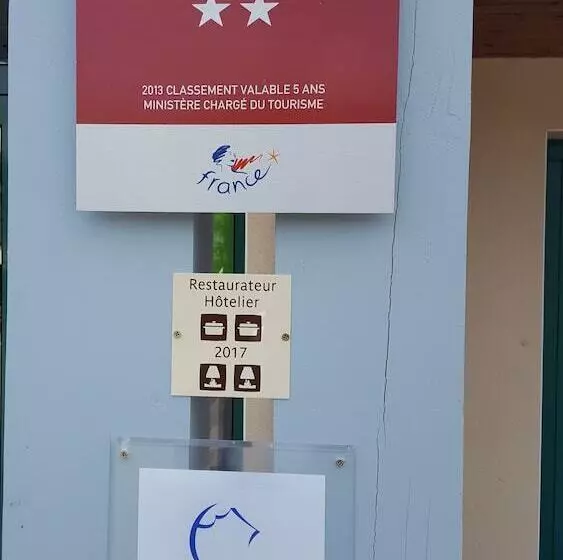 2013 CLASSEMENT VALABLE 5 ANS
MINISTÈRE CHARGÉ DU TOURISME
france
Restaurateur
Hôtelier
2017